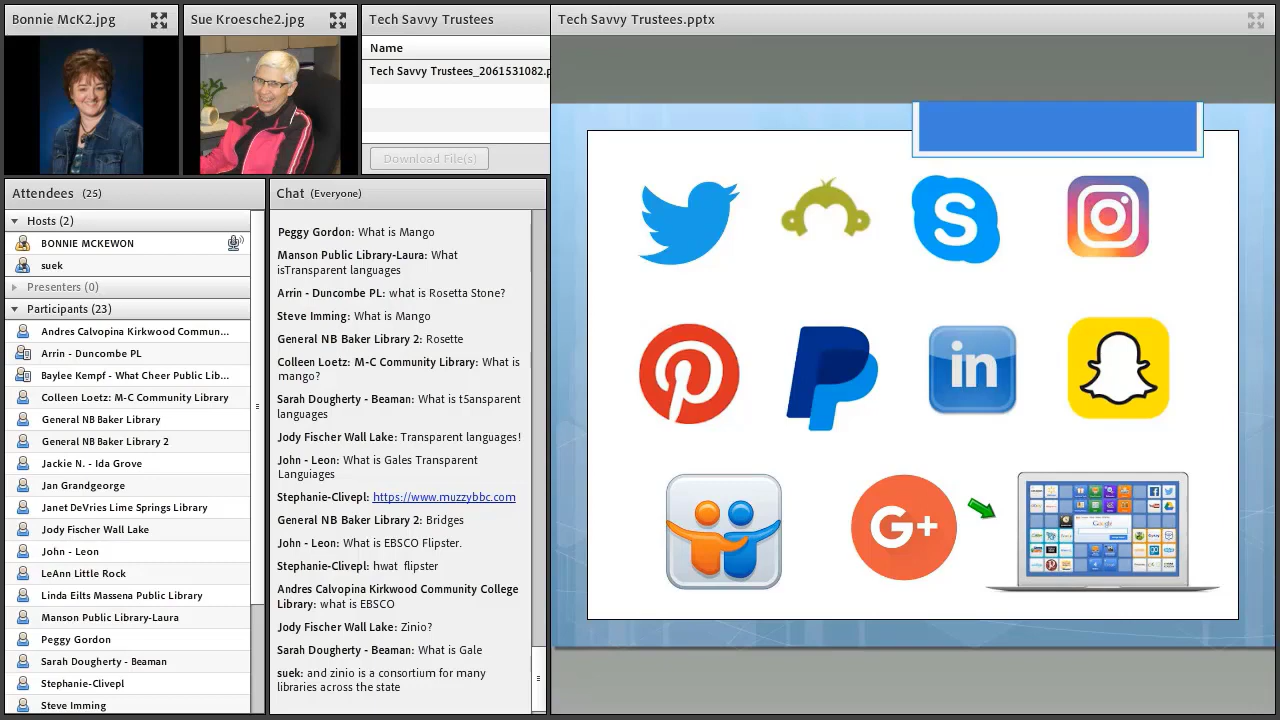 Bonnie McK2.jpg
Sue Kroesche2.jpg
Tech Savvy Trustees
Name
Tech Savvy Trustees_2061531082.p
Download File(s)
Attendees (25)
Hosts (2)
BONNIE MCKEWON
suek
Presenters (0)
Participants (23)
Andres Calvopina Kirkwood Commun...
Arrin - Duncombe PL
Baylee Kempf - What Cheer Public Lib...
Colleen Loetz: M-C Community Library
General NB Baker Library
General NB Baker Library 2
Jackie N. - Ida Grove
Jan Grandgeorge
Janet DeVries Lime Springs Library
Jody Fischer Wall Lake
John - Leon
LeAnn Little Rock
Linda Eilts Massena Public Library
Manson Public Library-Laura
Peggy Gordon
Sarah Dougherty - Beaman
Stephanie-Clivepl
Steve Imming
Chat (Everyone)
Peggy Gordon: What is Mango
Manson Public Library-Laura: What
isTransparent languages
Arrin - Duncombe PL: what is Rosetta Stone?
Steve Imming: What is Mango
General NB Baker Library 2: Rosette
Colleen Loetz: M-C Community Library: What is
mango?
Sarah Dougherty - Beaman: What is t5ansparent
languages
Jody Fischer Wall Lake: Transparent languages!
John - Leon: What is Gales Transparent
Languiages
Stephanie-Clivepl: https://www.muzzybbc.com
General NB Baker Library 2: Bridges
John - Leon: What is EBSCO Flipster.
Stephanie-Clivepl: hwat flipster
Andres Calvopina Kirkwood Community College
Library: what is EBSCO
Jody Fischer Wall Lake: Zinio?
Sarah Dougherty - Beaman: What is Gale
suek: and zinio is a consortium for many
libraries across the state
Tech Savvy Trustees.pptx
S
in
G+
Google